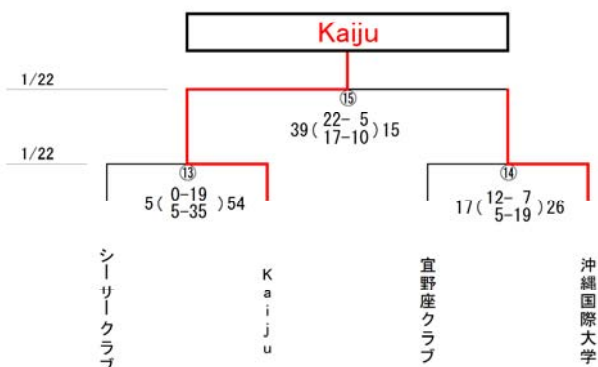 Kaiju
1/22
⑮
39(22-5 17-10)15
1/22
⑬
5(0-19 5-35)54
⑭
17(12-7 5-19)26
シーサークラブ
Kaiju
宜野座クラブ
沖縄国際大学